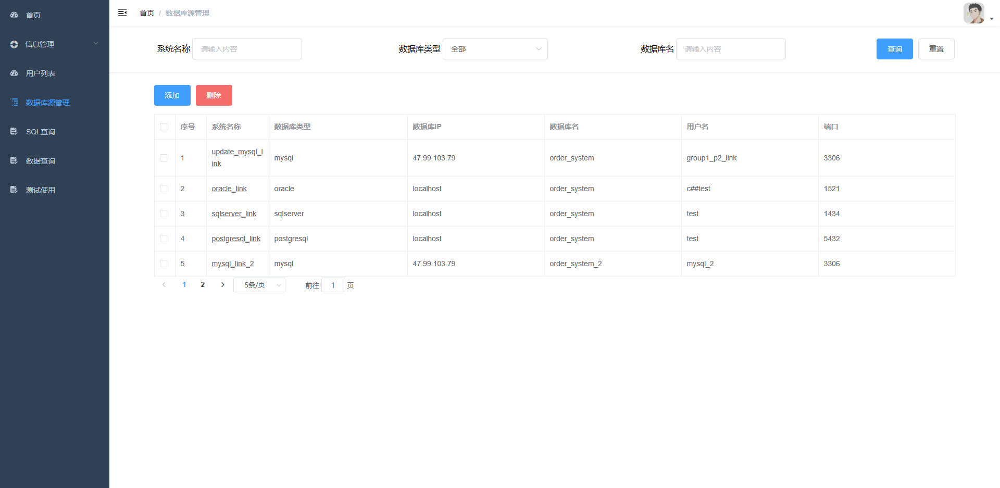 首页
信息管理
用户列表
数据库源管理
SQL查询
数据查询
测试使用
首页 / 数据库源管理
系统名称 请输入内容 数据库类型 全部 数据库名 请输入内容 查询 重置
添加 删除
序号 系统名称 数据库类型 数据库IP 数据库名 用户名 端口
1 update_mysql_l mysql 47.99.103.79 order_system group1_p2_link 3306
ink
2 oracle_link oracle localhost order_system c##test 1521
3 sqlserver_link sqlserver localhost order_system test 1434
4 postgresql_link postgresql localhost order_system test 5432
5 mysql_link_2 mysql 47.99.103.79 order_system_2 mysql_2 3306
1 2 5条/页 前往 1 页